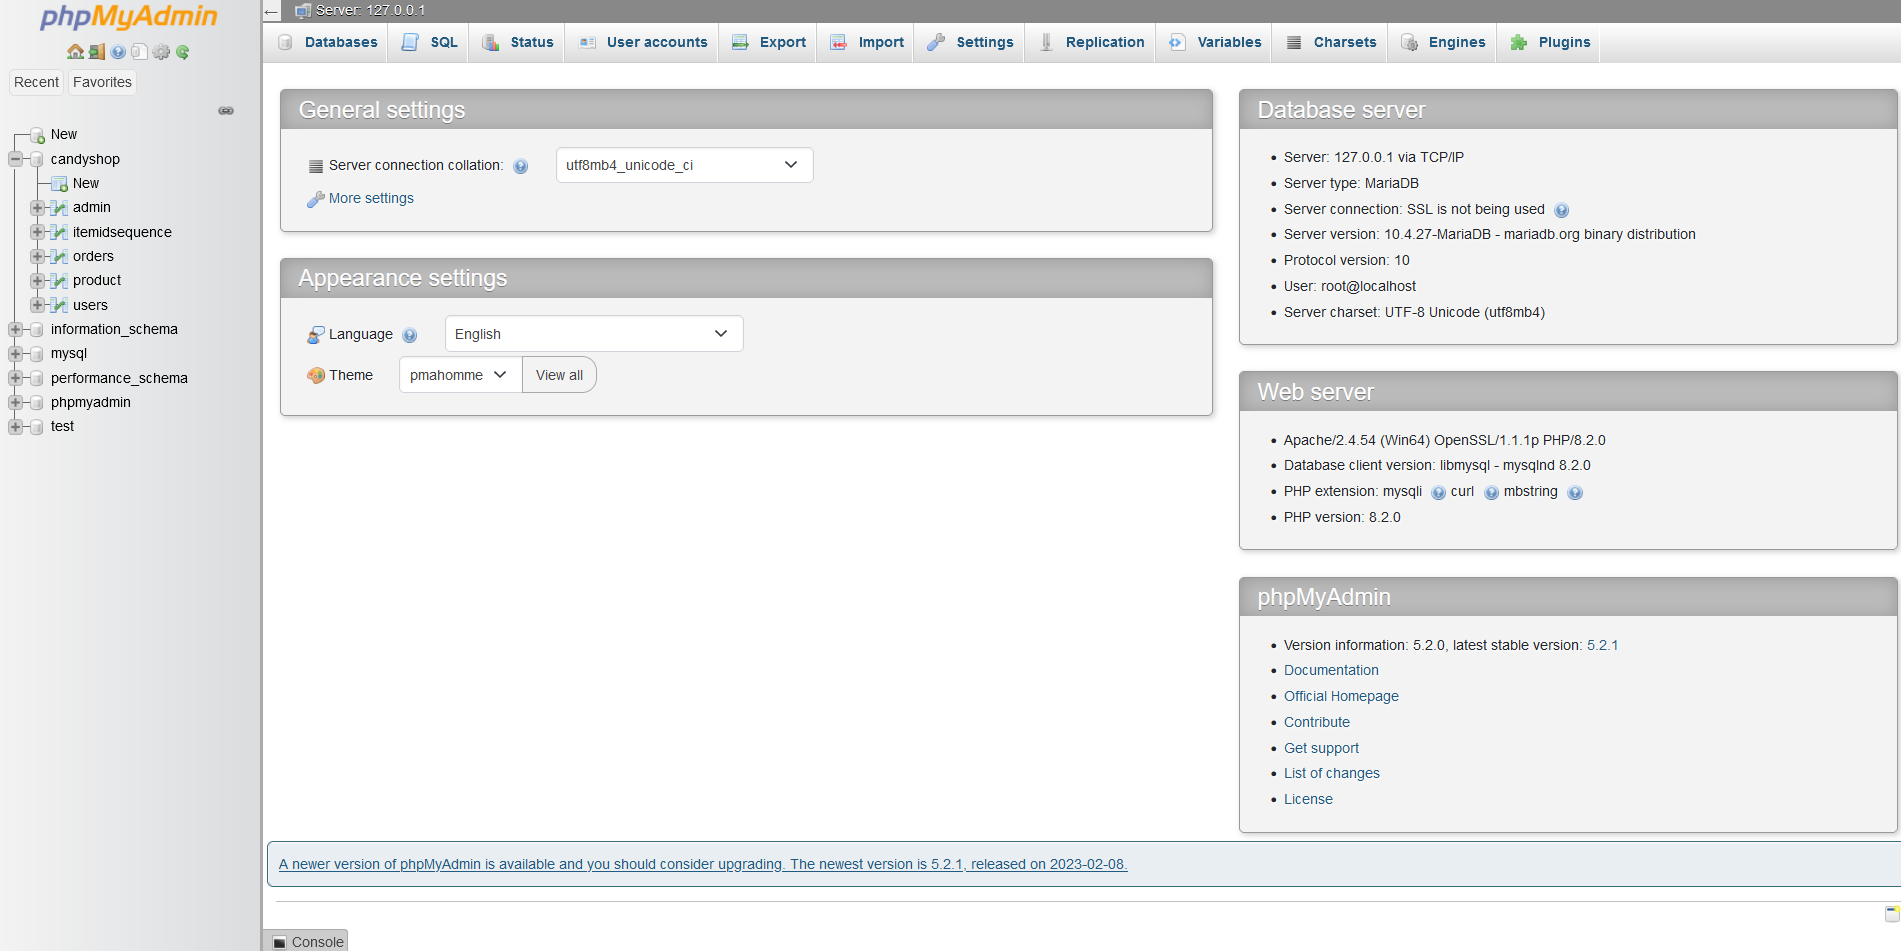 phpMyAdmin
Recent Favorites
New
candyshop
New
admin
itemidsequence
orders
product
users
information_schema
mysql
performance_schema
phpmyadmin
test
Server: 127.0.0.1
Databases SQL Status User accounts Export Import Settings Replication Variables Charsets Engines Plugins
General settings
Server connection collation: utf8mb4_unicode_ci
More settings
Appearance settings
Language English
Theme pmahomme View all
Database server
Server: 127.0.0.1 via TCP/IP
Server type: MariaDB
Server connection: SSL is not being used
Server version: 10.4.27-MariaDB - mariadb.org binary distribution
Protocol version: 10
User: root@localhost
Server charset: UTF-8 Unicode (utf8mb4)
Web server
Apache/2.4.54 (Win64) OpenSSL/1.1.1p PHP/8.2.0
Database client version: libmysql - mysqlnd 8.2.0
PHP extension: mysqli curl mbstring
PHP version: 8.2.0
phpMyAdmin
Version information: 5.2.0, latest stable version: 5.2.1
Documentation
Official Homepage
Contribute
Get support
List of changes
License
A newer version of phpMyAdmin is available and you should consider upgrading. The newest version is 5.2.1, released on 2023-02-08.
Console